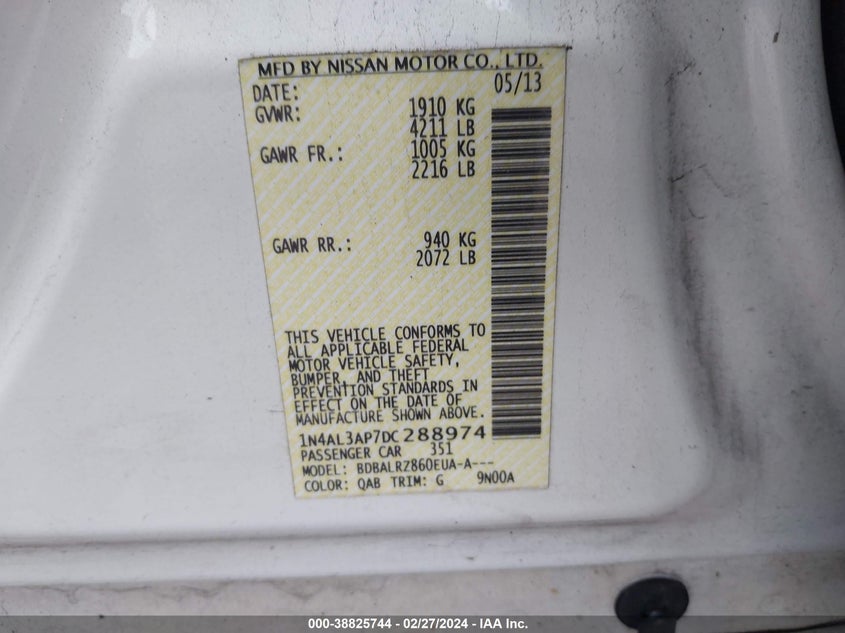 MFD BY NISSAN MOTOR CO., LTD.
DATE: 05/13
GVWR: 1910 KG
4211 LB
GAWR FR.: 1005 KG
2216 LB
GAWR RR.: 940 KG
2072 LB
THIS VEHICLE CONFORMS TO
ALL APPLICABLE FEDERAL
MOTOR VEHICLE SAFETY,
BUMPER, AND THEFT
PREVENTION STANDARDS IN
EFFECT ON THE DATE OF
MANUFACTURE SHOWN ABOVE.
1N4AL3AP7DC288974
PASSENGER CAR 351
MODEL: BDBALRZ860EUA-A---
COLOR: QAB TRIM: G 9N00A
000-38825744 - 02/27/2024 - IAA Inc.